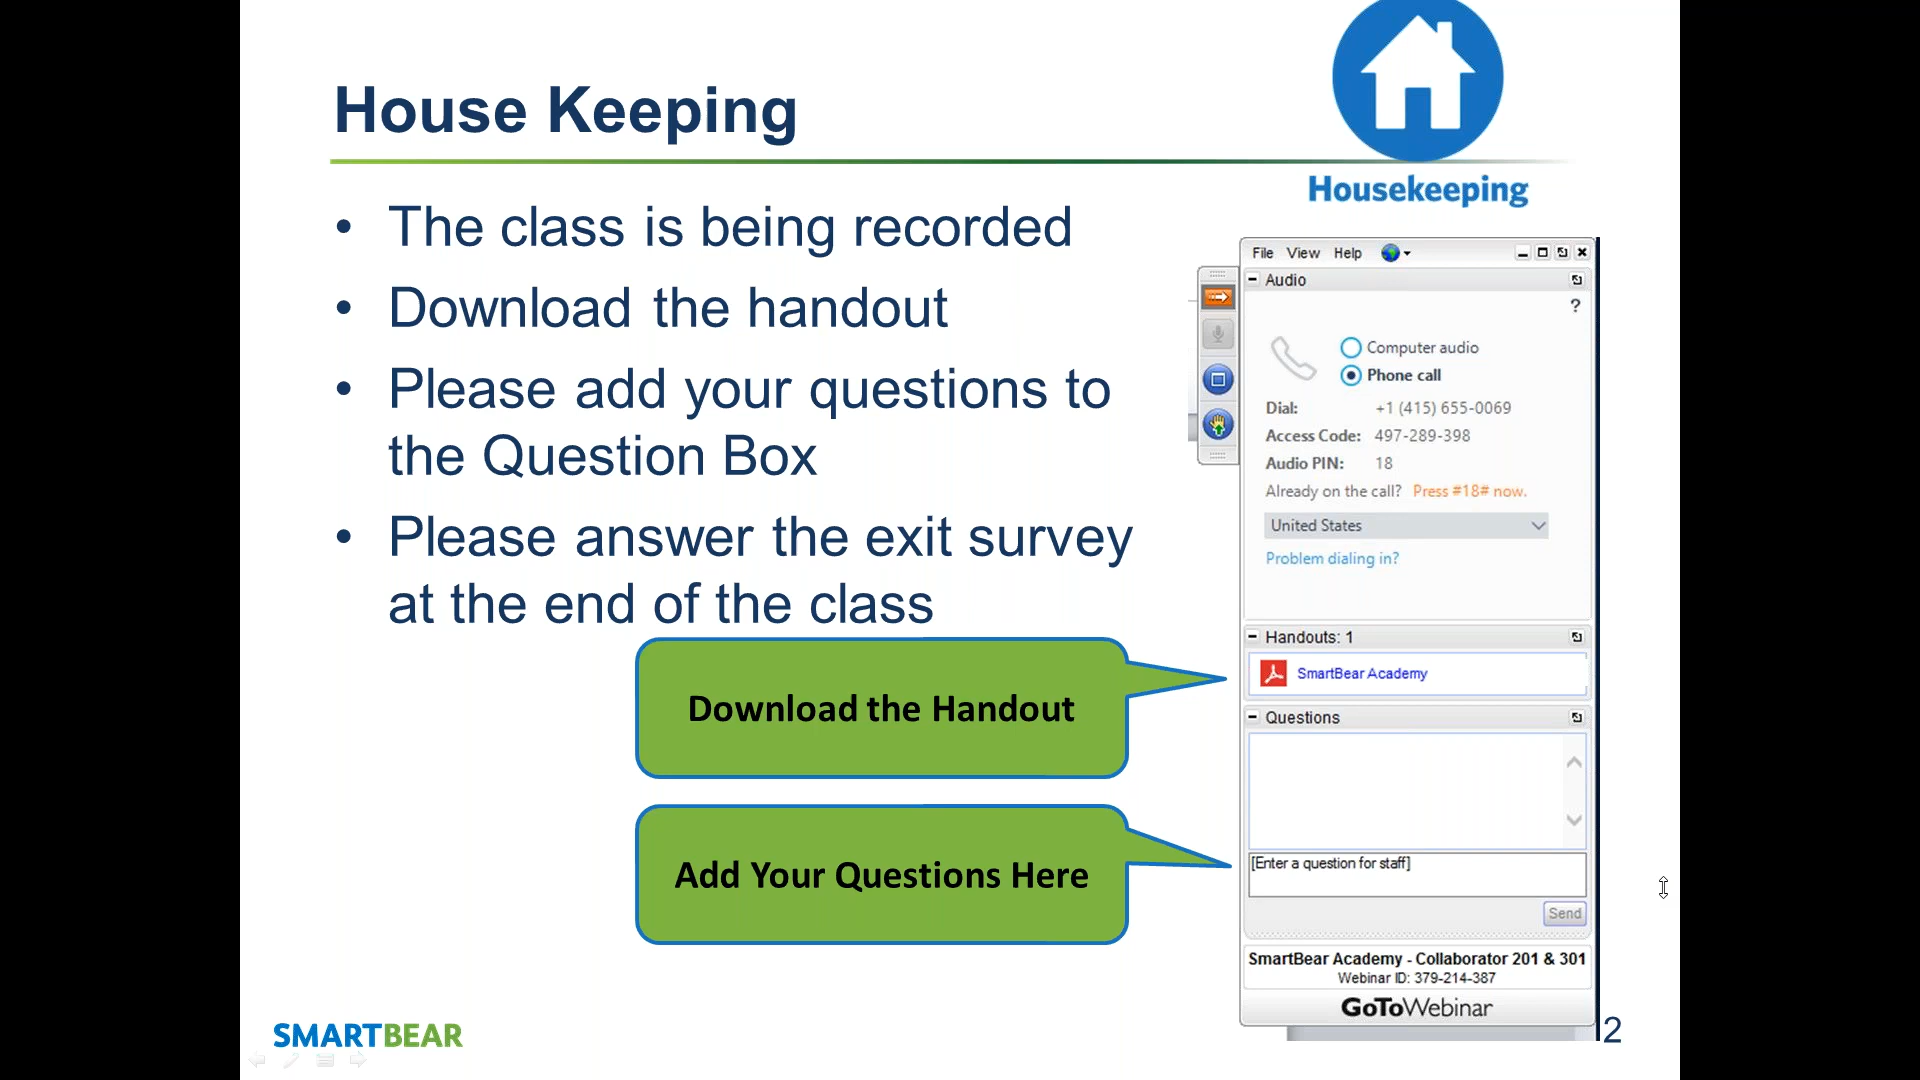 House Keeping
Housekeeping
• The class is being recorded
• Download the handout
• Please add your questions to
the Question Box
• Please answer the exit survey
at the end of the class
Download the Handout
Add Your Questions Here
File View Help
Audio
?
Computer audio
Phone call
Dial: +1 (415) 655-0069
Access Code: 497-289-398
Audio PIN: 18
Already on the call? Press #18# now.
United States
Problem dialing in?
Handouts: 1
SmartBear Academy
Questions
[Enter a question for staff]
Send
SmartBear Academy - Collaborator 201 & 301
Webinar ID: 379-214-387
GoToWebinar
SMARTBEAR
2